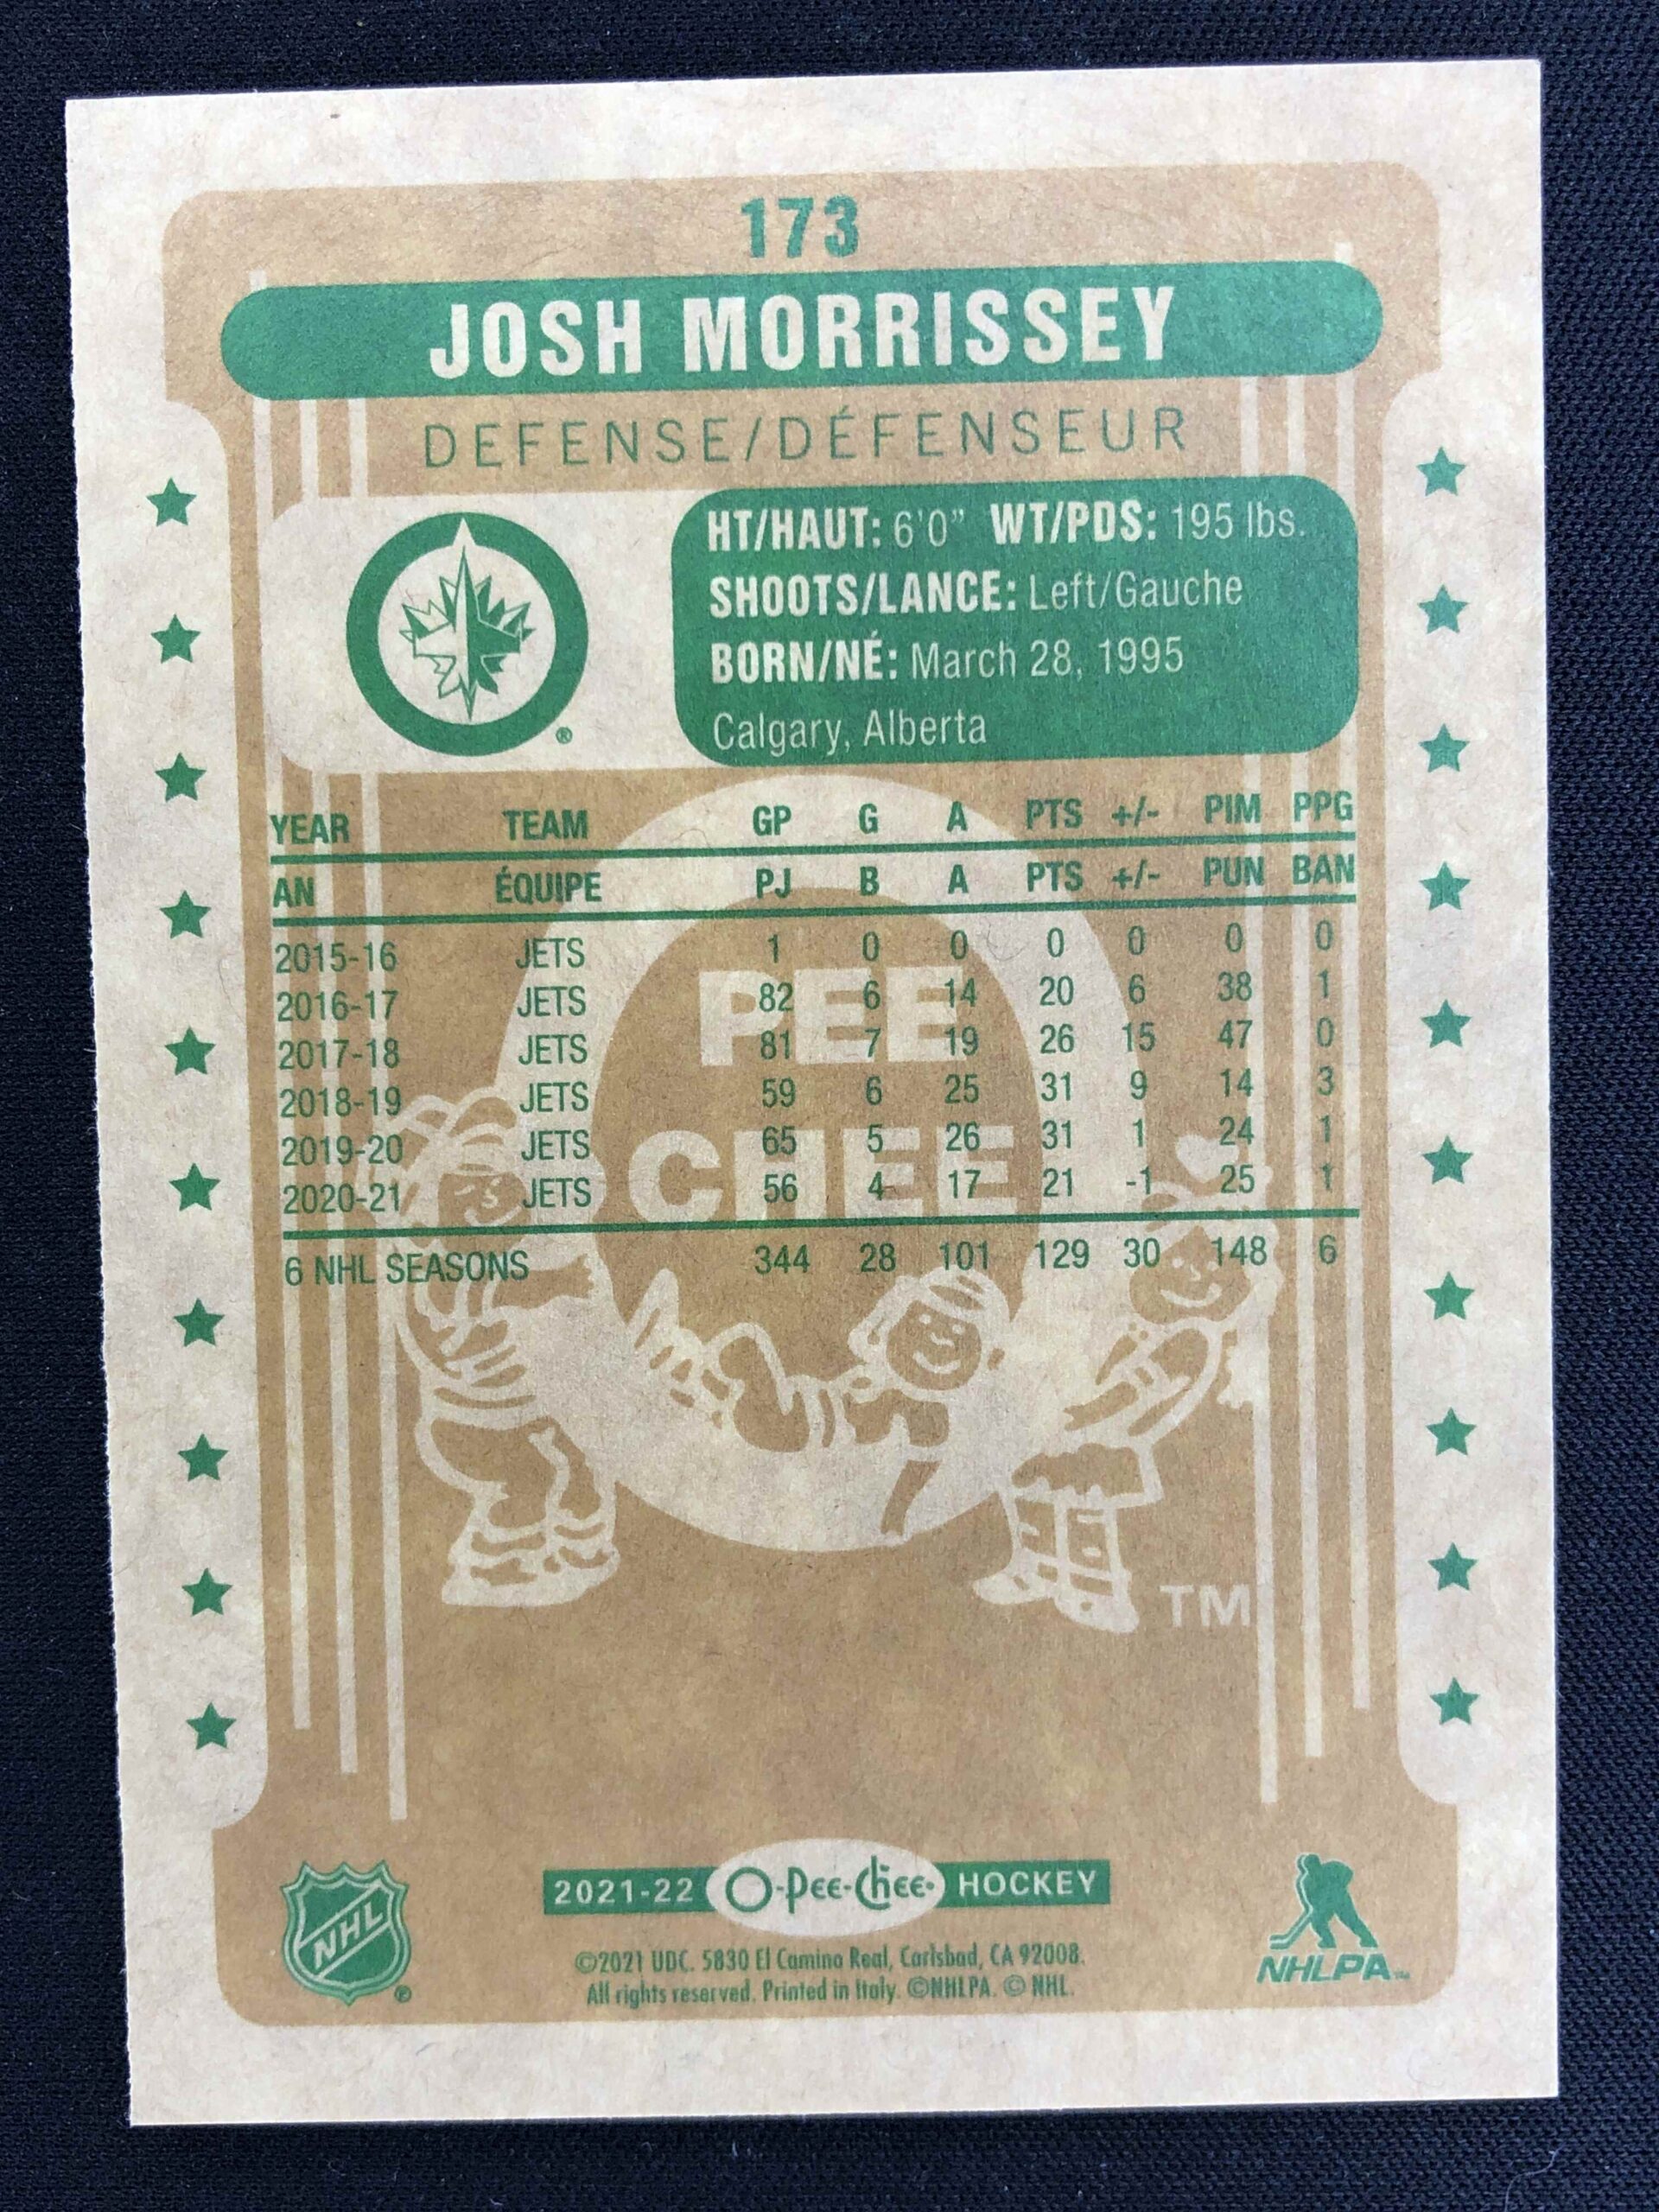 173
JOSH MORRISSEY
DEFENSE/DÉFENSEUR
HT/HAUT: 6'0" WT/PDS: 195 lbs.
SHOOTS/LANCE: Left/Gauche
BORN/NÉ: March 28, 1995
Calgary, Alberta
®
YEAR TEAM GP G A PTS +/- PIM PPG
AN ÉQUIPE PJ B A PTS +/- PUN BAN
2015-16 JETS 1 0 0 0 0 0 0
2016-17 JETS 82 6 14 20 6 38 1
2017-18 JETS 81 7 19 26 15 47 0
2018-19 JETS 59 6 25 31 9 14 3
2019-20 JETS 65 5 26 31 1 24 1
2020-21 JETS 56 4 17 21 -1 25 1
6 NHL SEASONS 344 28 101 129 30 148 6
PEE
CHEE
TM
NHL ®
2021-22 O-Pee-Chee HOCKEY
NHLPA™
©2021 UDC. 5830 El Camino Real, Carlsbad, CA 92008.
All rights reserved. Printed in Italy. ©NHLPA. © NHL.